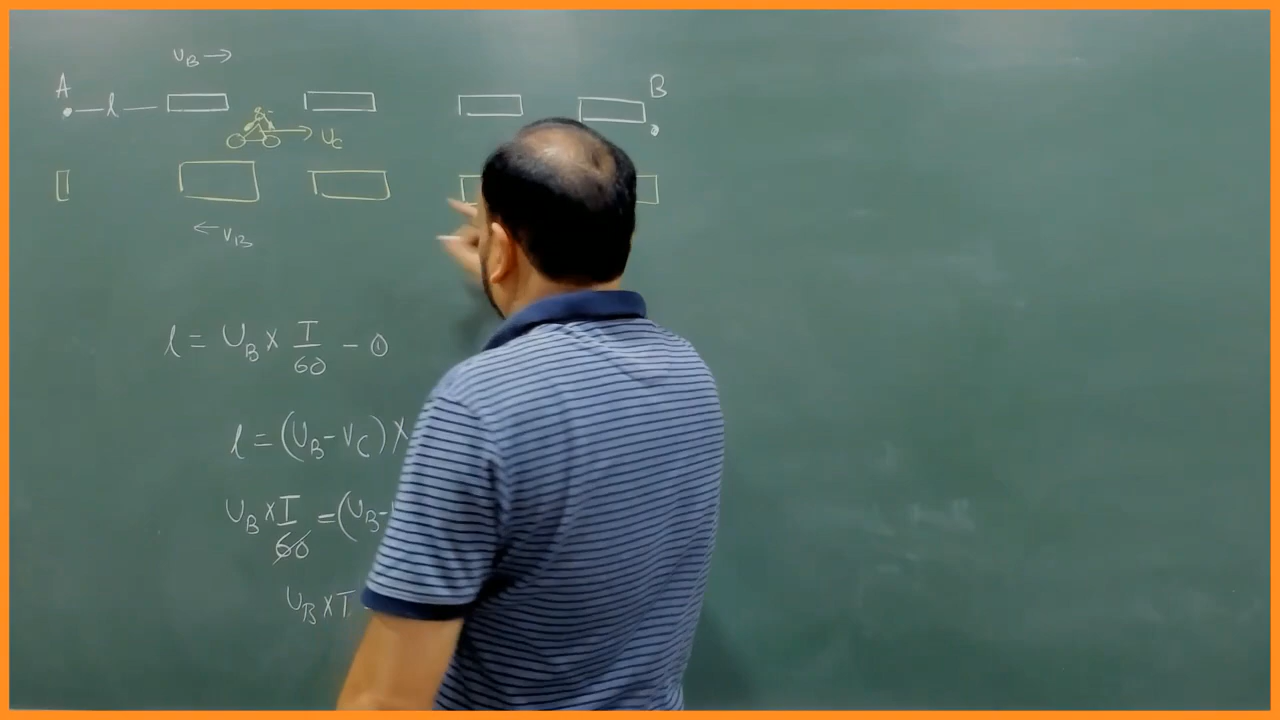 v_B →
A
B
l
v_C
← v_B
l = v_B × T/60 - ①
l = (v_B - v_C) ×
v_B × T/60 = (v_B -
v_B × T